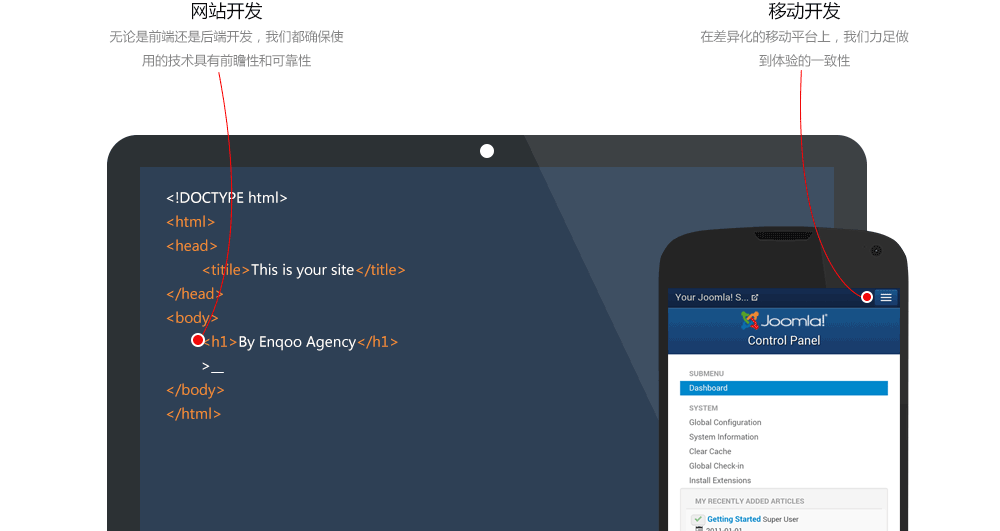 网站开发
无论是前端还是后端开发，我们都确保使
用的技术具有前瞻性和可靠性
移动开发
在差异化的移动平台上，我们力足做
到体验的一致性
<!DOCTYPE html>
<html>
<head>
<titile>This is your site</title>
</head>
<body>
<h1>By Enqoo Agency</h1>
>__
</body>
</html>
Your Joomla! S...
Joomla!®
Control Panel
SUBMENU
Dashboard
SYSTEM
Global Configuration
System Information
Clear Cache
Global Check-in
Install Extensions
MY RECENTLY ADDED ARTICLES
Getting Started Super User
2011-01-01